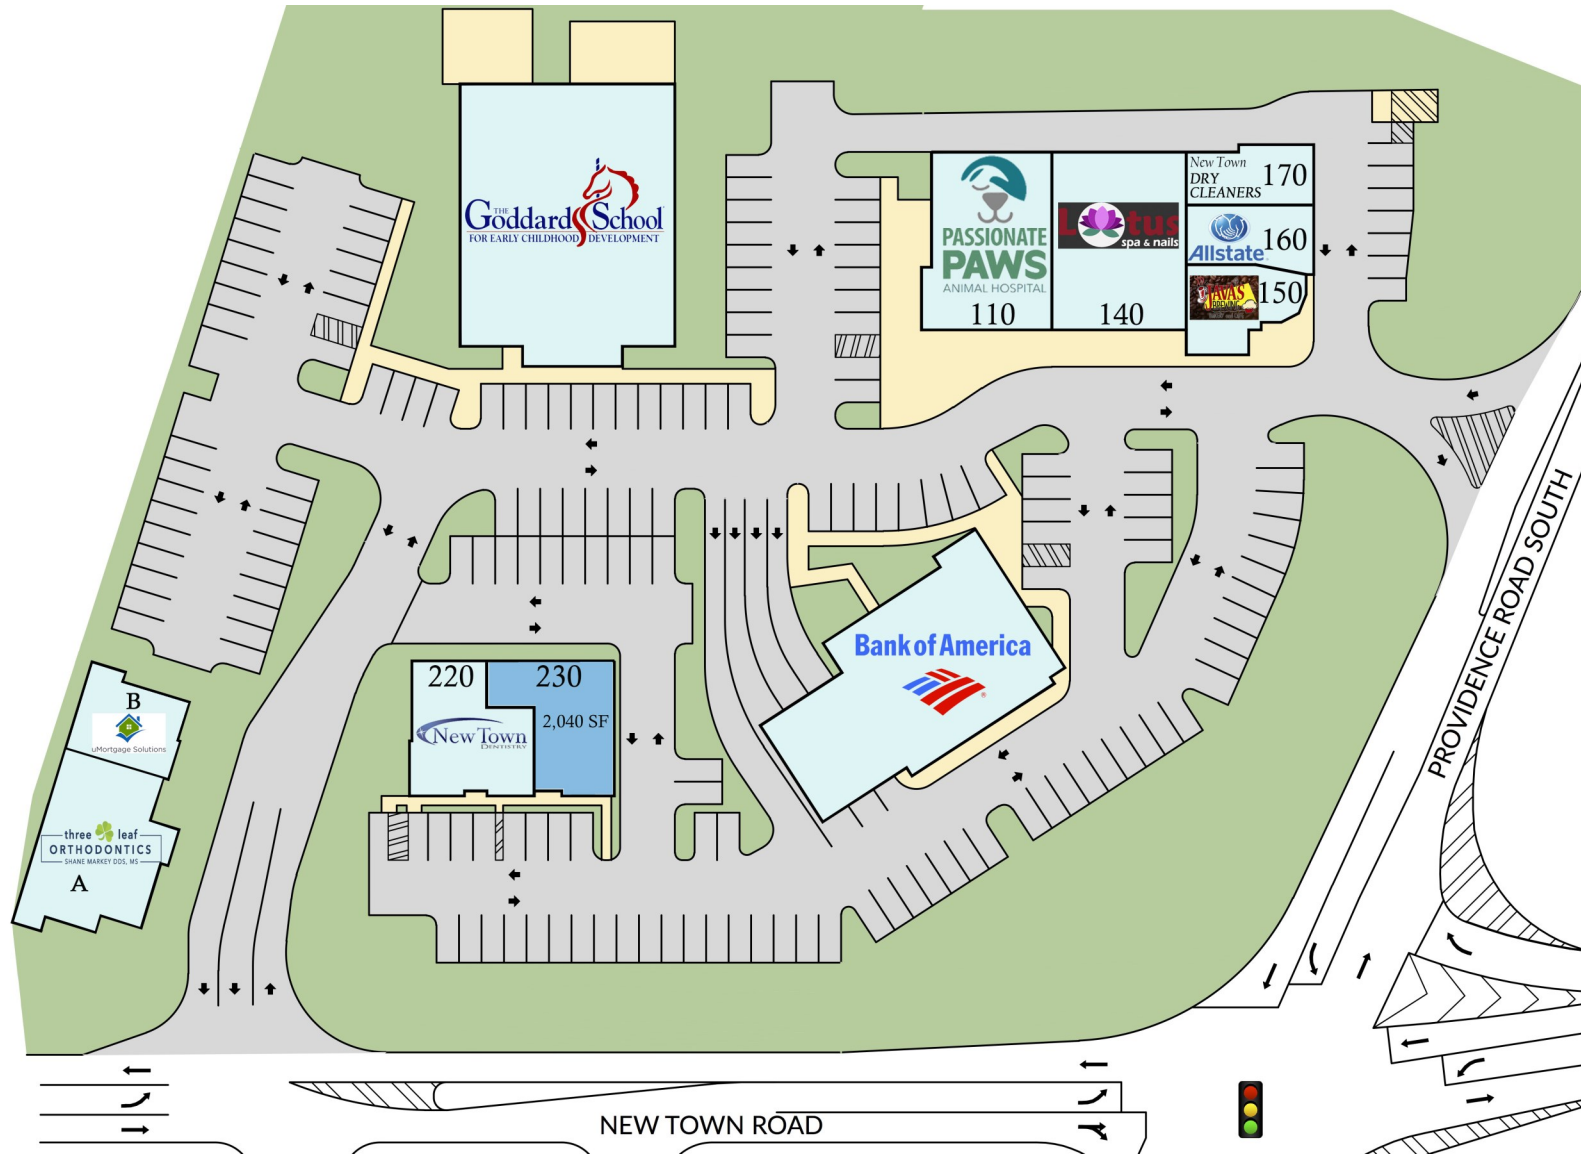 THE
Goddard School
FOR EARLY CHILDHOOD DEVELOPMENT
PASSIONATE
PAWS
ANIMAL HOSPITAL
110
Lotus
spa & nails
140
New Town
DRY
CLEANERS
170
Allstate
160
JAVA'S
BREWING
150
Bank of America
220
New Town
DENTISTRY
230
2,040 SF
B
uMortgage Solutions
three leaf
ORTHODONTICS
SHANE MARKEY DDS, MS
A
PROVIDENCE ROAD SOUTH
NEW TOWN ROAD